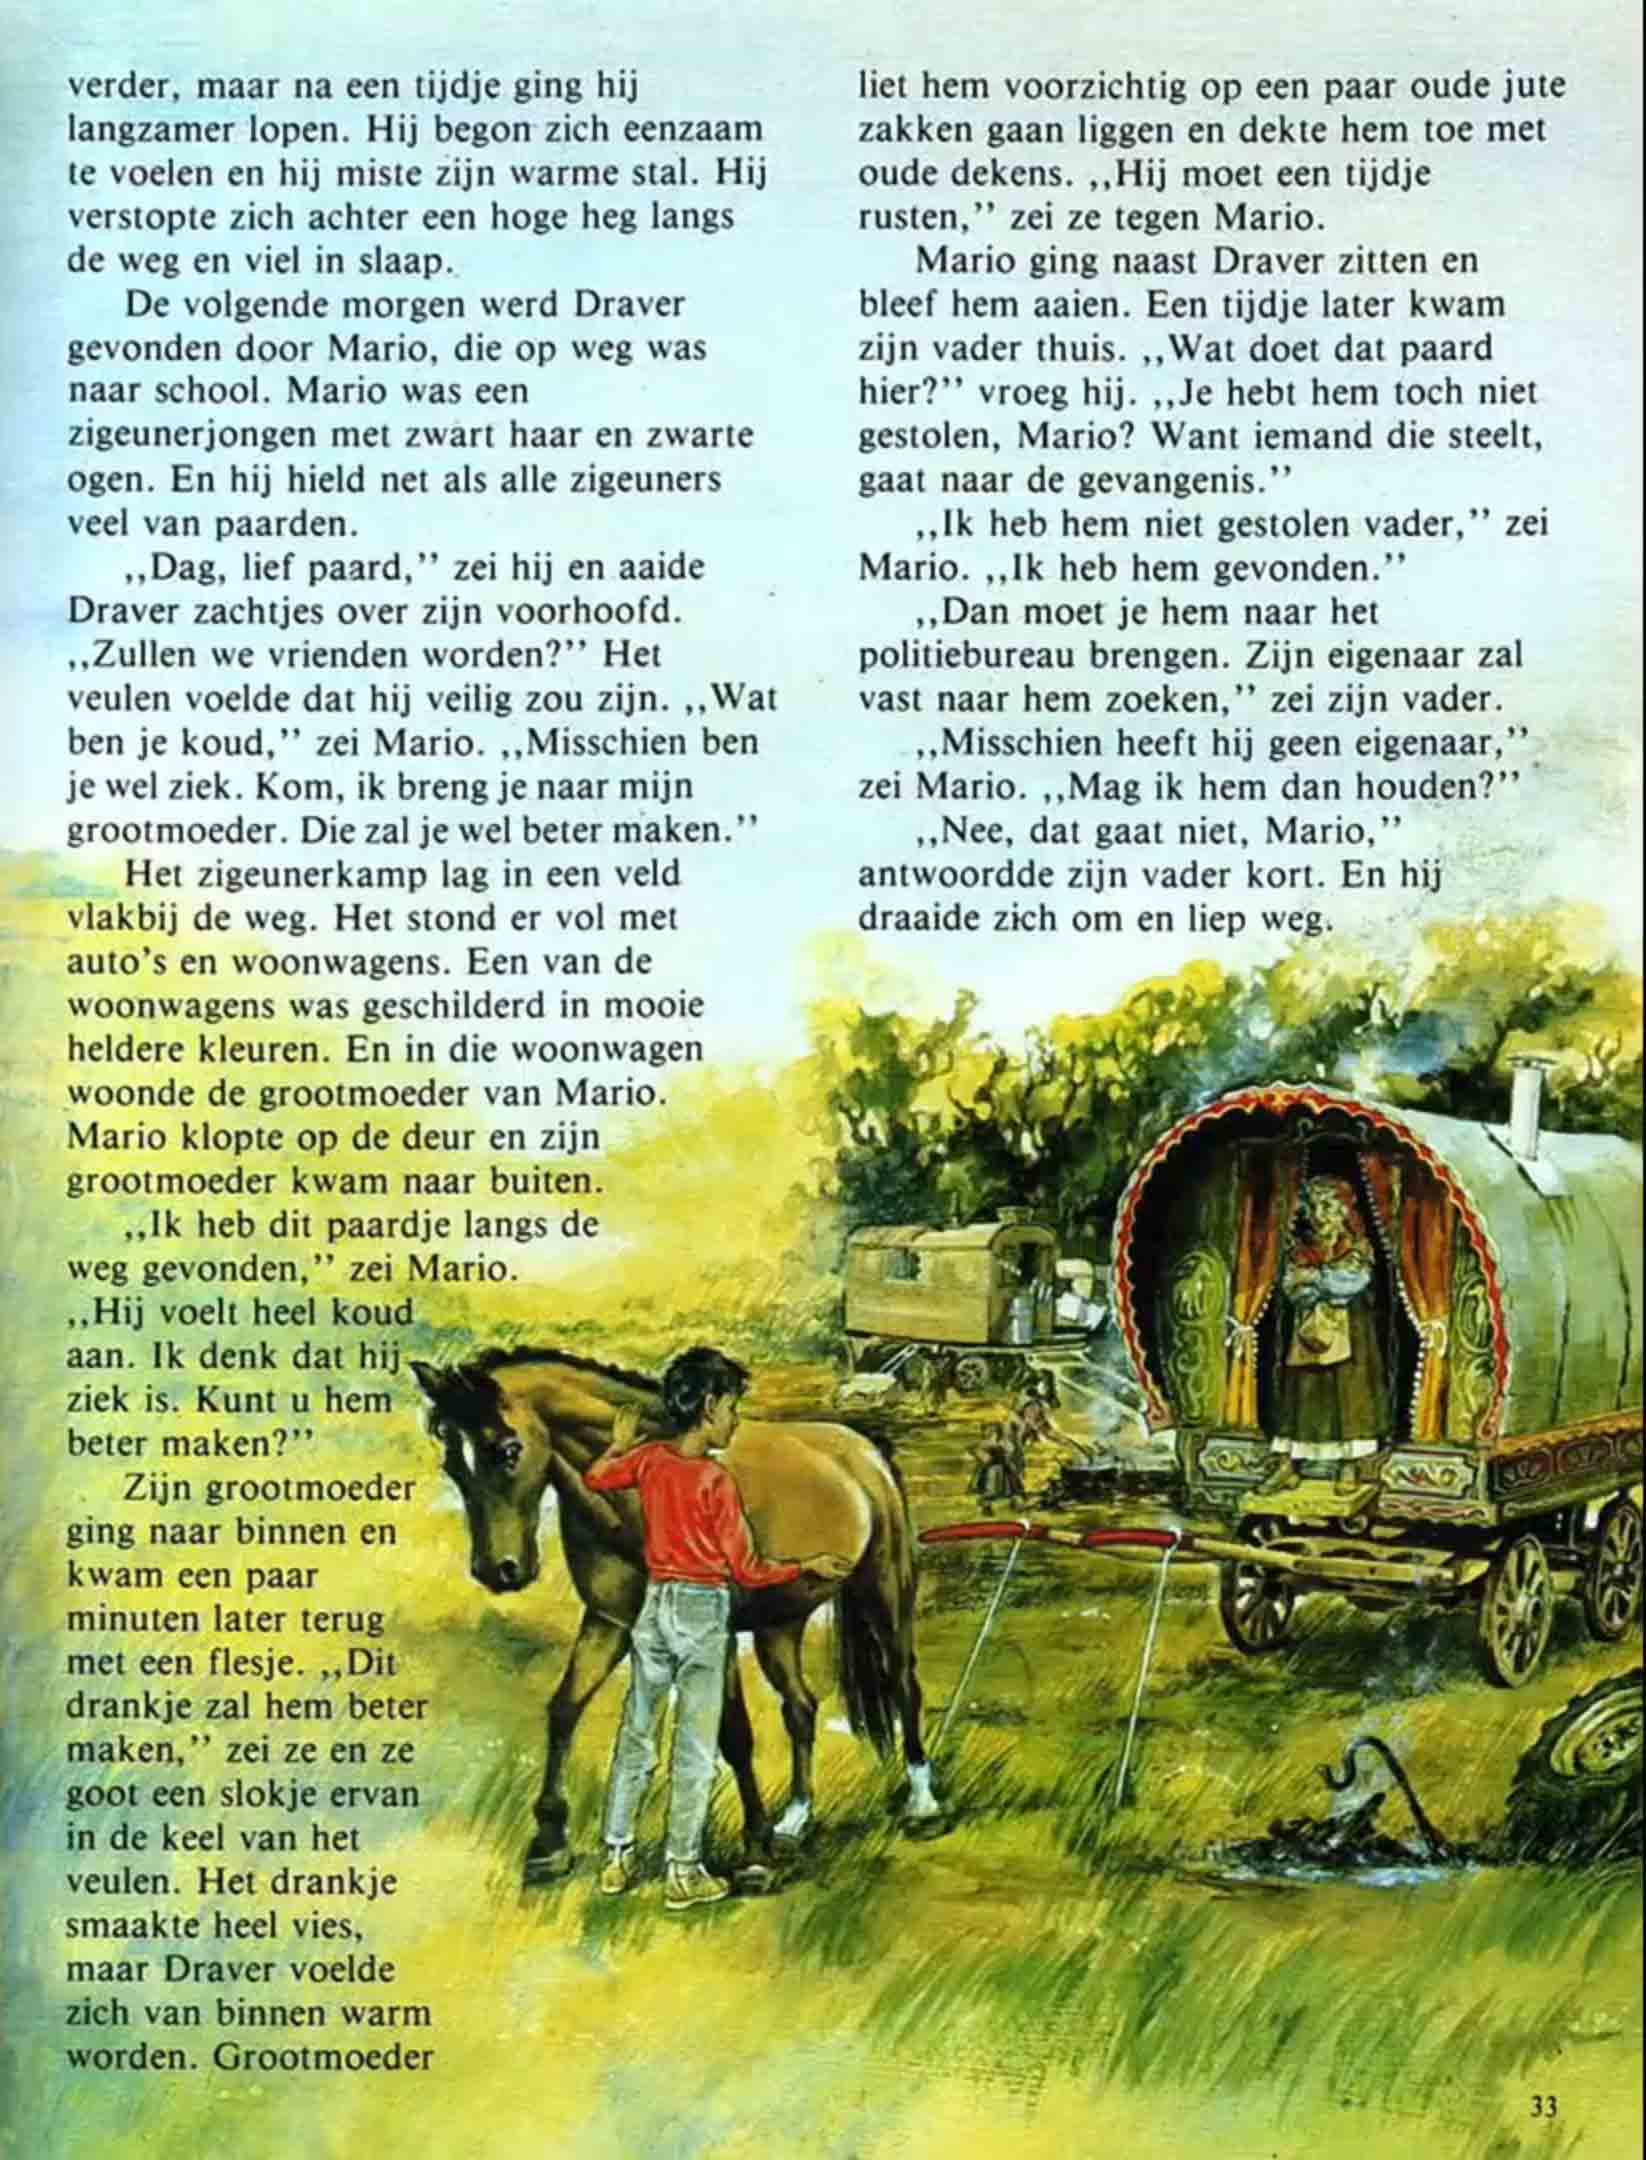 verder, maar na een tijdje ging hij
langzamer lopen. Hij begon zich eenzaam
te voelen en hij miste zijn warme stal. Hij
verstopte zich achter een hoge heg langs
de weg en viel in slaap.
De volgende morgen werd Draver
gevonden door Mario, die op weg was
naar school. Mario was een
zigeunerjongen met zwart haar en zwarte
ogen. En hij hield net als alle zigeuners
veel van paarden.
,,Dag, lief paard,’’ zei hij en aaide
Draver zachtjes over zijn voorhoofd.
,,Zullen we vrienden worden?’’ Het
veulen voelde dat hij veilig zou zijn. ,,Wat
ben je koud,’’ zei Mario. ,,Misschien ben
je wel ziek. Kom, ik breng je naar mijn
grootmoeder. Die zal je wel beter maken.’’
Het zigeunerkamp lag in een veld
vlakbij de weg. Het stond er vol met
auto’s en woonwagens. Een van de
woonwagens was geschilderd in mooie
heldere kleuren. En in die woonwagen
woonde de grootmoeder van Mario.
Mario klopte op de deur en zijn
grootmoeder kwam naar buiten.
,,Ik heb dit paardje langs de
weg gevonden,’’ zei Mario.
,,Hij voelt heel koud
aan. Ik denk dat hij
ziek is. Kunt u hem
beter maken?’’
Zijn grootmoeder
ging naar binnen en
kwam een paar
minuten later terug
met een flesje. ,,Dit
drankje zal hem beter
maken,’’ zei ze en ze
goot een slokje ervan
in de keel van het
veulen. Het drankje
smaakte heel vies,
maar Draver voelde
zich van binnen warm
worden. Grootmoeder
liet hem voorzichtig op een paar oude jute
zakken gaan liggen en dekte hem toe met
oude dekens. ,,Hij moet een tijdje
rusten,’’ zei ze tegen Mario.
Mario ging naast Draver zitten en
bleef hem aaien. Een tijdje later kwam
zijn vader thuis. ,,Wat doet dat paard
hier?’’ vroeg hij. ,,Je hebt hem toch niet
gestolen, Mario? Want iemand die steelt,
gaat naar de gevangenis.’’
,,Ik heb hem niet gestolen vader,’’ zei
Mario. ,,Ik heb hem gevonden.’’
,,Dan moet je hem naar het
politiebureau brengen. Zijn eigenaar zal
vast naar hem zoeken,’’ zei zijn vader.
,,Misschien heeft hij geen eigenaar,’’
zei Mario. ,,Mag ik hem dan houden?’’
,,Nee, dat gaat niet, Mario,’’
antwoordde zijn vader kort. En hij
draaide zich om en liep weg.
33